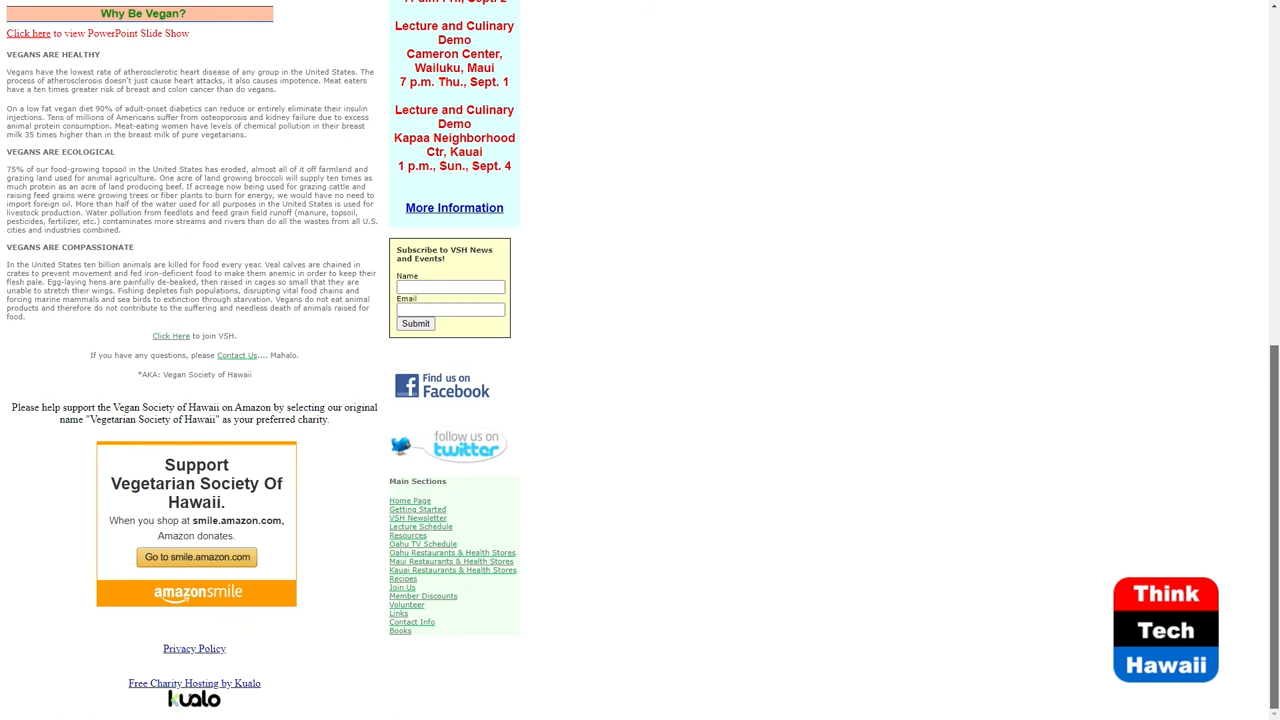 Why Be Vegan?
Click here to view PowerPoint Slide Show
VEGANS ARE HEALTHY
Vegans have the lowest rate of atherosclerotic heart disease of any group in the United States. The
process of atherosclerosis doesn't just cause heart attacks, it also causes impotence. Meat eaters
have a ten times greater risk of breast and colon cancer than do vegans.
On a low fat vegan diet 90% of adult-onset diabetics can reduce or entirely eliminate their insulin
injections. Tens of millions of Americans suffer from osteoporosis and kidney failure due to excess
animal protein consumption. Meat-eating women have levels of chemical pollution in their breast
milk 35 times higher than in the breast milk of pure vegetarians.
VEGANS ARE ECOLOGICAL
75% of our food-growing topsoil in the United States has eroded, almost all of it off farmland and
grazing land used for animal agriculture. One acre of land growing broccoli will supply ten times as
much protein as an acre of land producing beef. If acreage now being used for grazing cattle and
raising feed grains were growing trees or fiber plants to burn for energy, we would have no need to
import foreign oil. More than half of the water used for all purposes in the United States is used for
livestock production. Water pollution from feedlots and feed grain field runoff (manure, topsoil,
pesticides, fertilizer, etc.) contaminates more streams and rivers than do all the wastes from all U.S.
cities and industries combined.
VEGANS ARE COMPASSIONATE
In the United States ten billion animals are killed for food every year. Veal calves are chained in
crates to prevent movement and fed iron-deficient food to make them anemic in order to keep their
flesh pale. Egg-laying hens are painfully de-beaked, then raised in cages so small that they are
unable to stretch their wings. Fishing depletes fish populations, disrupting vital food chains and
forcing marine mammals and sea birds to extinction through starvation. Vegans do not eat animal
products and therefore do not contribute to the suffering and needless death of animals raised for
food.
Click Here to join VSH.
If you have any questions, please Contact Us.... Mahalo.
*AKA: Vegan Society of Hawaii
Please help support the Vegan Society of Hawaii on Amazon by selecting our original
name "Vegetarian Society of Hawaii" as your preferred charity.
Support
Vegetarian Society Of
Hawaii.
When you shop at smile.amazon.com,
Amazon donates.
Go to smile.amazon.com
amazonsmile
Privacy Policy
Free Charity Hosting by Kualo
kualo
Lecture and Culinary
Demo
Cameron Center,
Wailuku, Maui
7 p.m. Thu., Sept. 1
Lecture and Culinary
Demo
Kapaa Neighborhood
Ctr, Kauai
1 p.m., Sun., Sept. 4
More Information
Subscribe to VSH News
and Events!
Name
Email
Submit
Find us on
Facebook
follow us on
twitter
Main Sections
Home Page
Getting Started
VSH Newsletter
Lecture Schedule
Resources
Oahu TV Schedule
Oahu Restaurants & Health Stores
Maui Restaurants & Health Stores
Kauai Restaurants & Health Stores
Recipes
Join Us
Member Discounts
Volunteer
Links
Contact Info
Books
Think
Tech
Hawaii